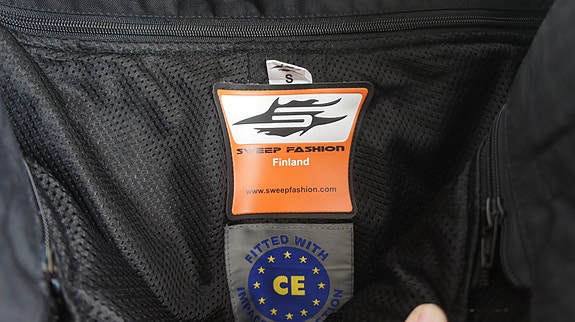 S
S
SWEEP FASHION
Finland
www.sweepfashion.com
FITTED WITH
CE